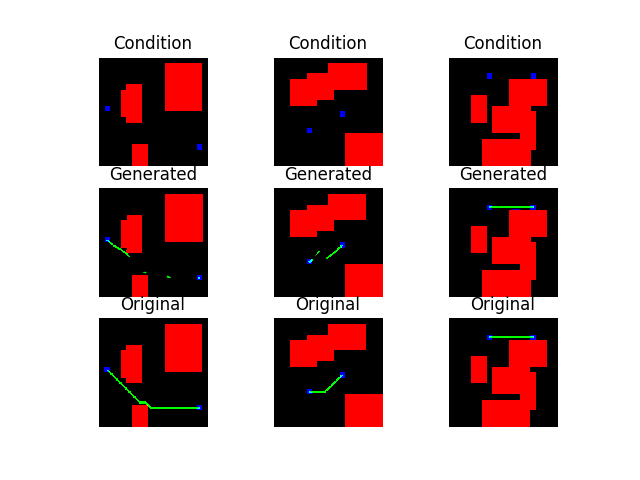 Condition Condition Condition
Generated Generated Generated
Original Original Original